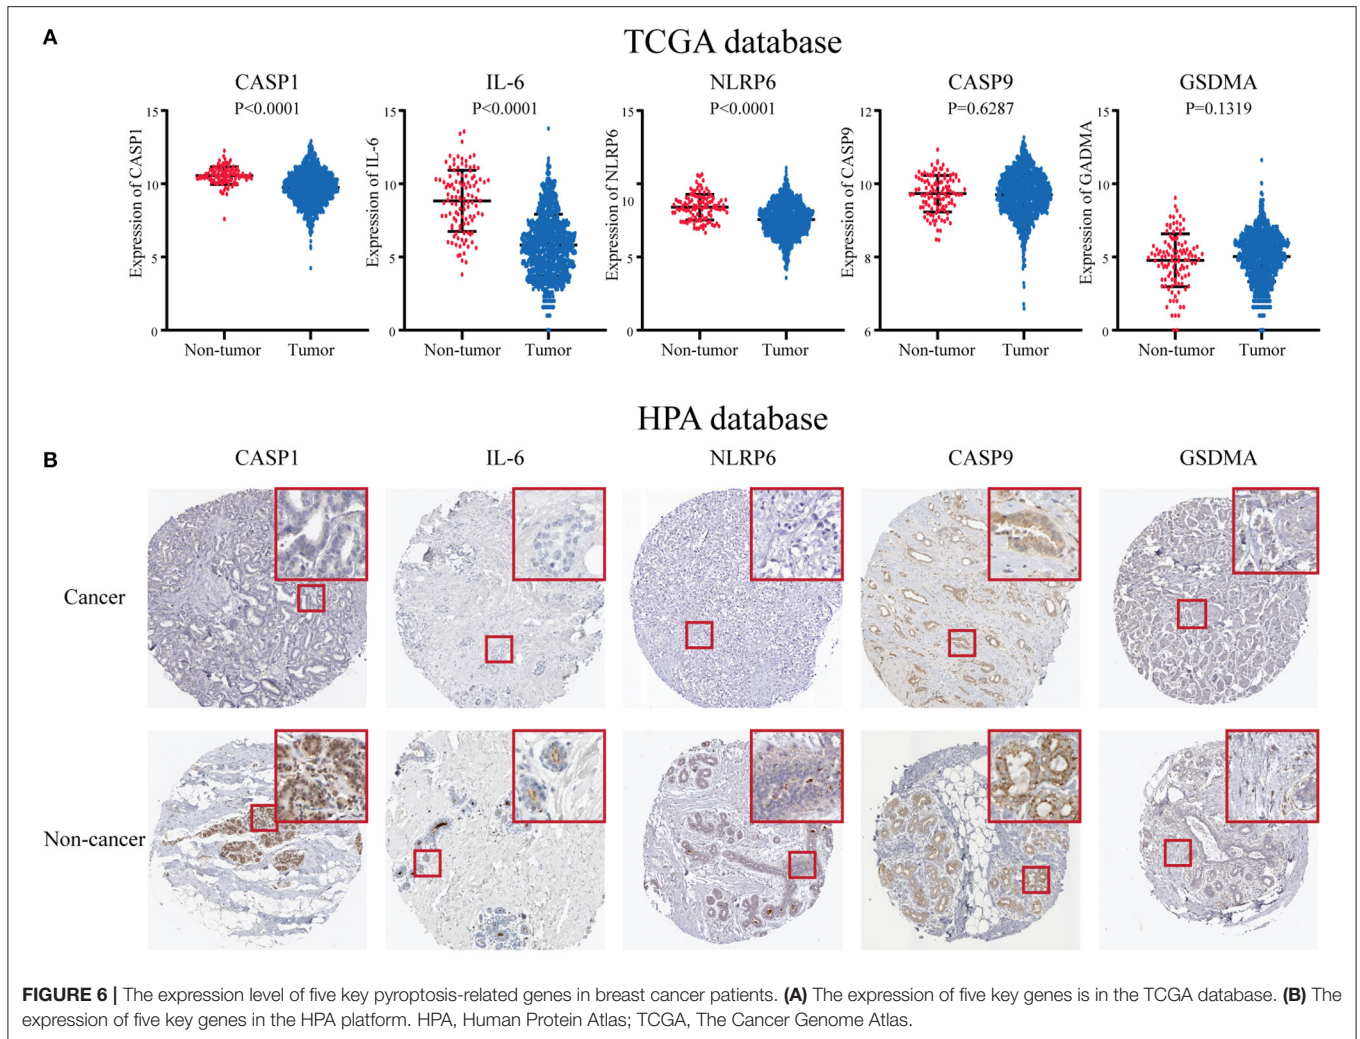 A
TCGA database
CASP1
P<0.0001
Expression of CASP1
15
10
5
0
Non-tumor
Tumor
IL-6
P<0.0001
Expression of IL-6
15
10
5
0
Non-tumor
Tumor
NLRP6
P<0.0001
Expression of NLRP6
15
10
5
0
Non-tumor
Tumor
CASP9
P=0.6287
Expression of CASP9
12
10
8
6
Non-tumor
Tumor
GSDMA
P=0.1319
Expression of GADMA
15
10
5
0
Non-tumor
Tumor
HPA database
B
CASP1
IL-6
NLRP6
CASP9
GSDMA
Cancer
Non-cancer
FIGURE 6 | The expression level of five key pyroptosis-related genes in breast cancer patients. (A) The expression of five key genes is in the TCGA database. (B) The
expression of five key genes in the HPA platform. HPA, Human Protein Atlas; TCGA, The Cancer Genome Atlas.